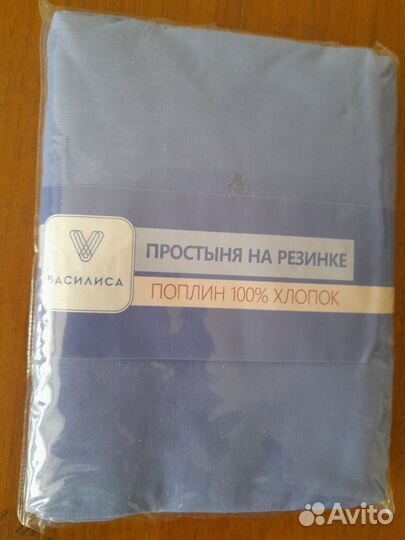 ПРОСТЫНЯ НА РЕЗИНКЕ
ВАСИЛИСА
ПОПЛИН 100% ХЛОПОК
Avito